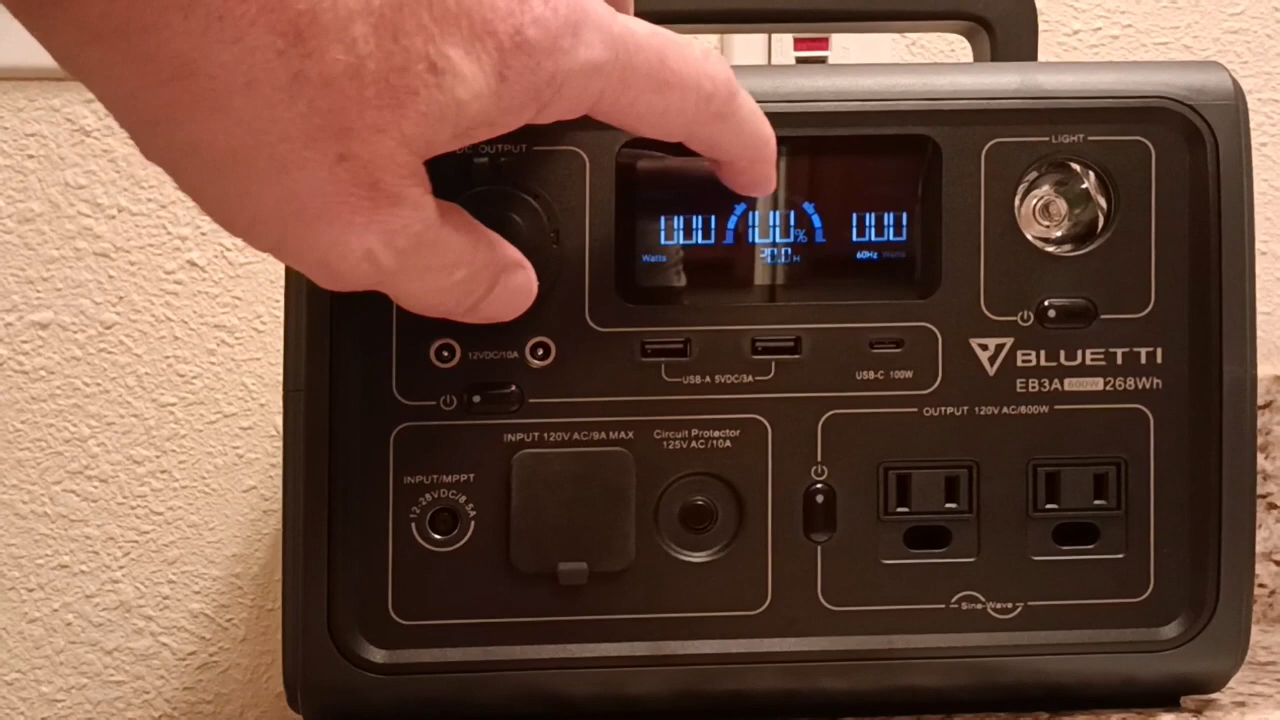 DC OUTPUT
LIGHT
000 100% 000
Watts 20.0H 60Hz Watts
12VDC/10A
USB-A 5VDC/3A
USB-C 100W
BLUETTI
EB3A 600W 268Wh
INPUT 120V AC/9A MAX
Circuit Protector
125V AC /10A
INPUT/MPPT
12-28VDC/8.5A
OUTPUT 120V AC/600W
Sine-Wave